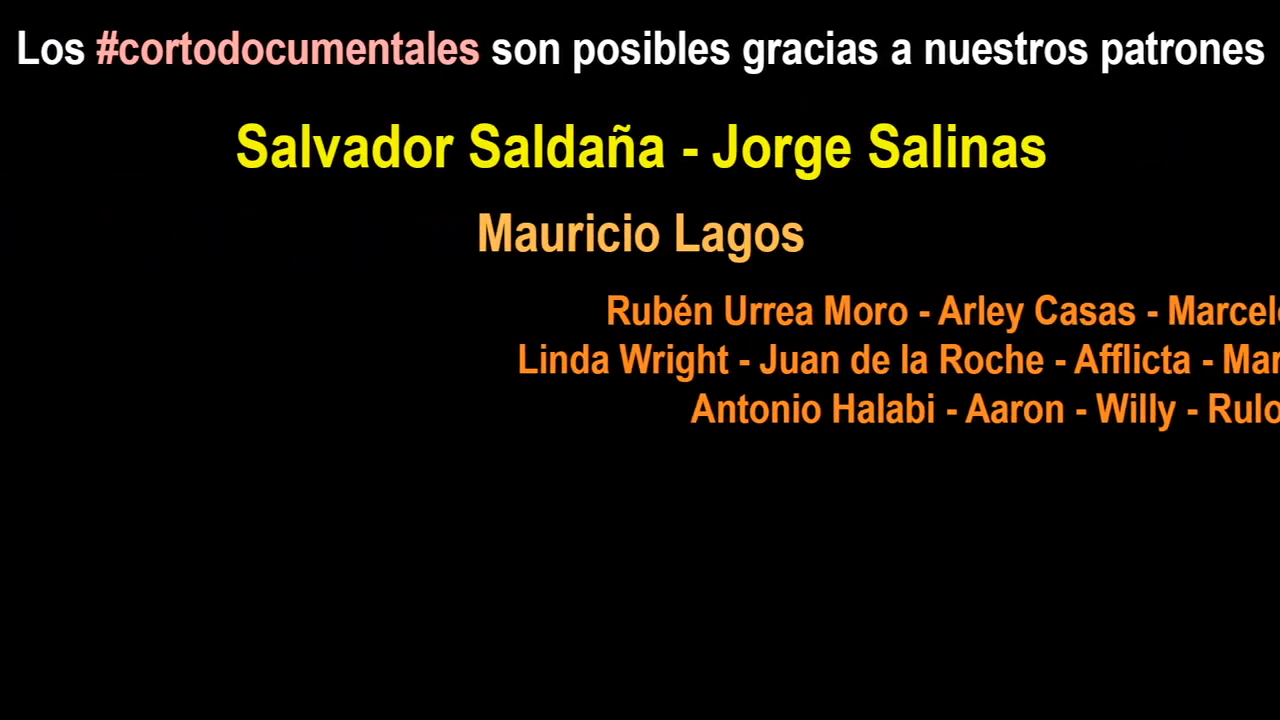 Los #cortodocumentales son posibles gracias a nuestros patrones
Salvador Saldaña - Jorge Salinas
Mauricio Lagos
Rubén Urrea Moro - Arley Casas -
Linda Wright - Juan de la Roche - Afflicta -
Antonio Halabi - Aaron - Willy -